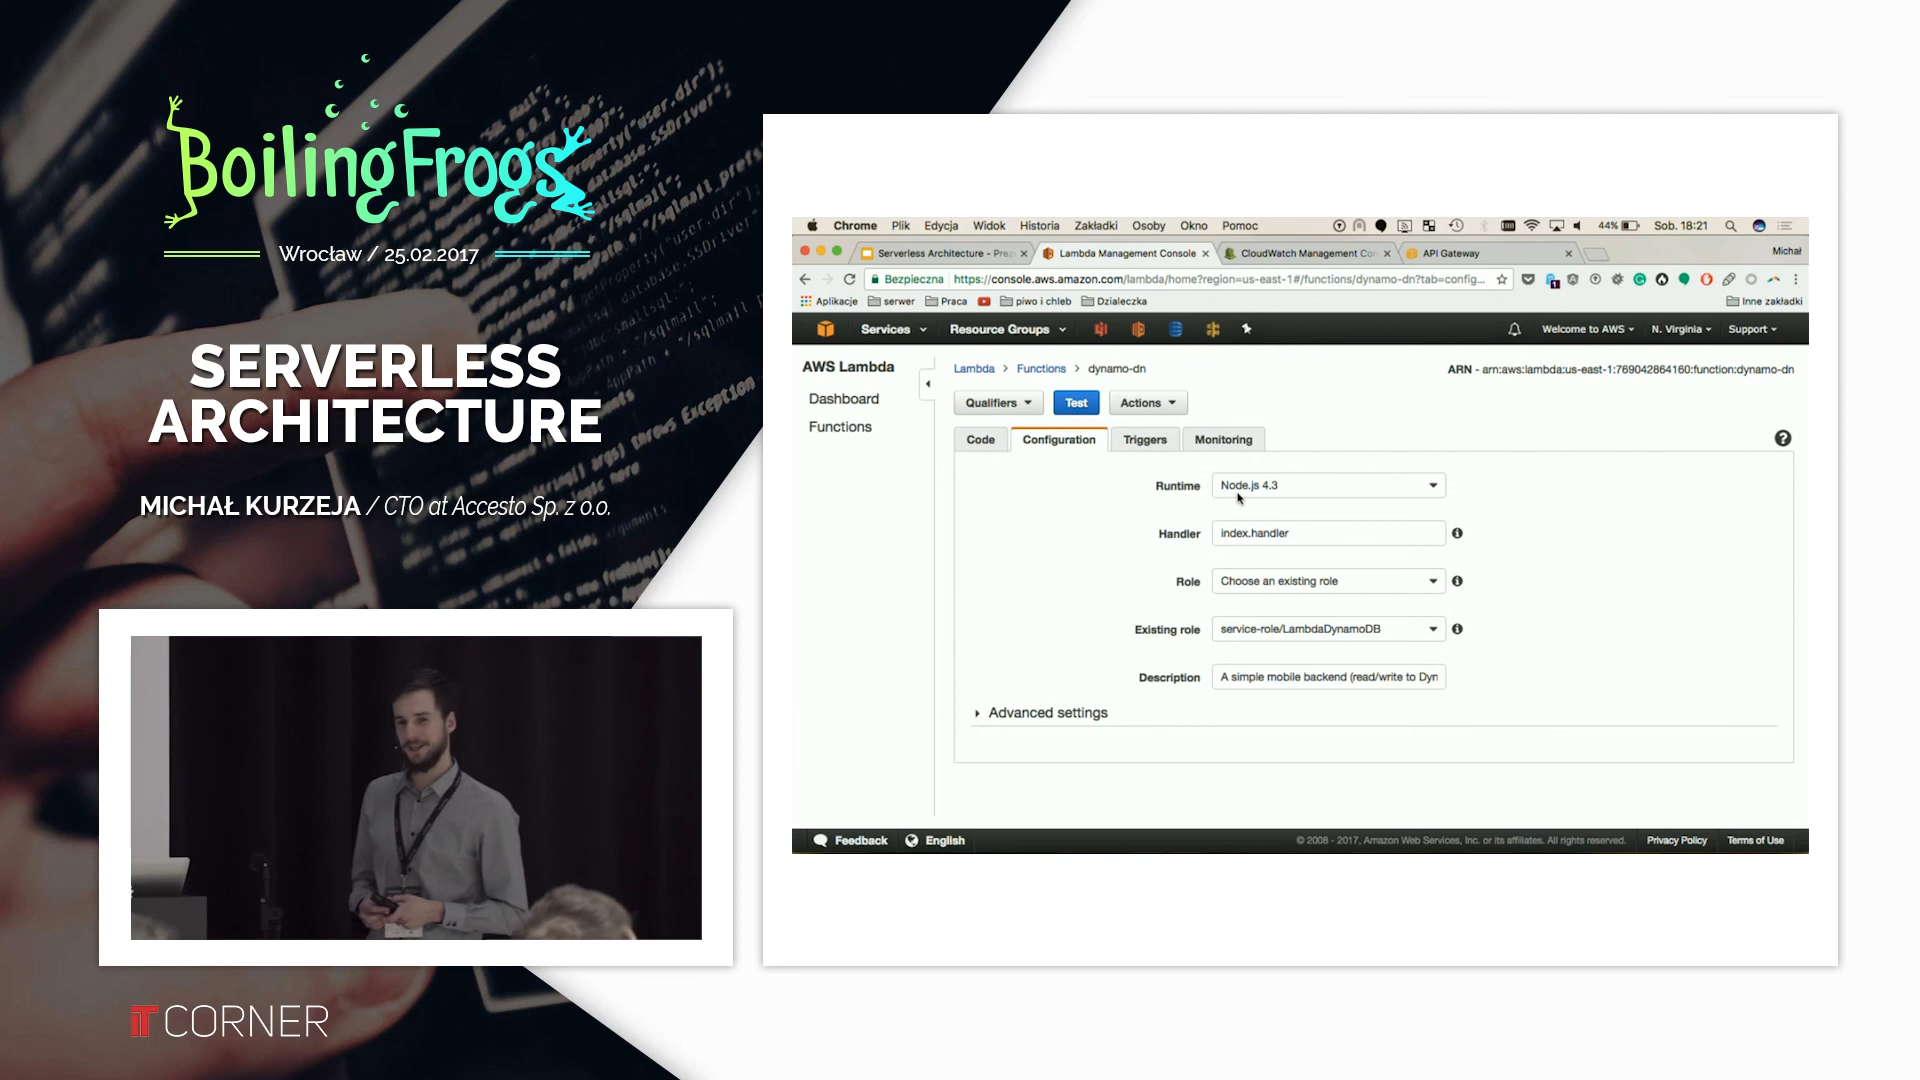 BoilingFrogs
Wrocław / 25.02.2017
SERVERLESS
ARCHITECTURE
MICHAŁ KURZEJA / CTO at Accesto Sp. z o.o.
IT CORNER
Chrome Plik Edycja Widok Historia Zakładki Osoby Okno Pomoc 44% Sob. 18:21
Serverless Architecture - Prez Lambda Management Console CloudWatch Management Con API Gateway Michał
Bezpieczna https://console.aws.amazon.com/lambda/home?region=us-east-1#/functions/dynamo-dn?tab=config...
Aplikacje serwer Praca piwo i chleb Dzialeczka Inne zakładki
Services Resource Groups Welcome to AWS N. Virginia Support
AWS Lambda
Dashboard
Functions
Lambda > Functions > dynamo-dn
ARN - arn:aws:lambda:us-east-1:769042864160:function:dynamo-dn
Qualifiers Test Actions
Code Configuration Triggers Monitoring
Runtime Node.js 4.3
Handler index.handler
Role Choose an existing role
Existing role service-role/LambdaDynamoDB
Description A simple mobile backend (read/write to Dyn
Advanced settings
Feedback English © 2008 - 2017, Amazon Web Services, Inc. or its affiliates. All rights reserved. Privacy Policy Terms of Use